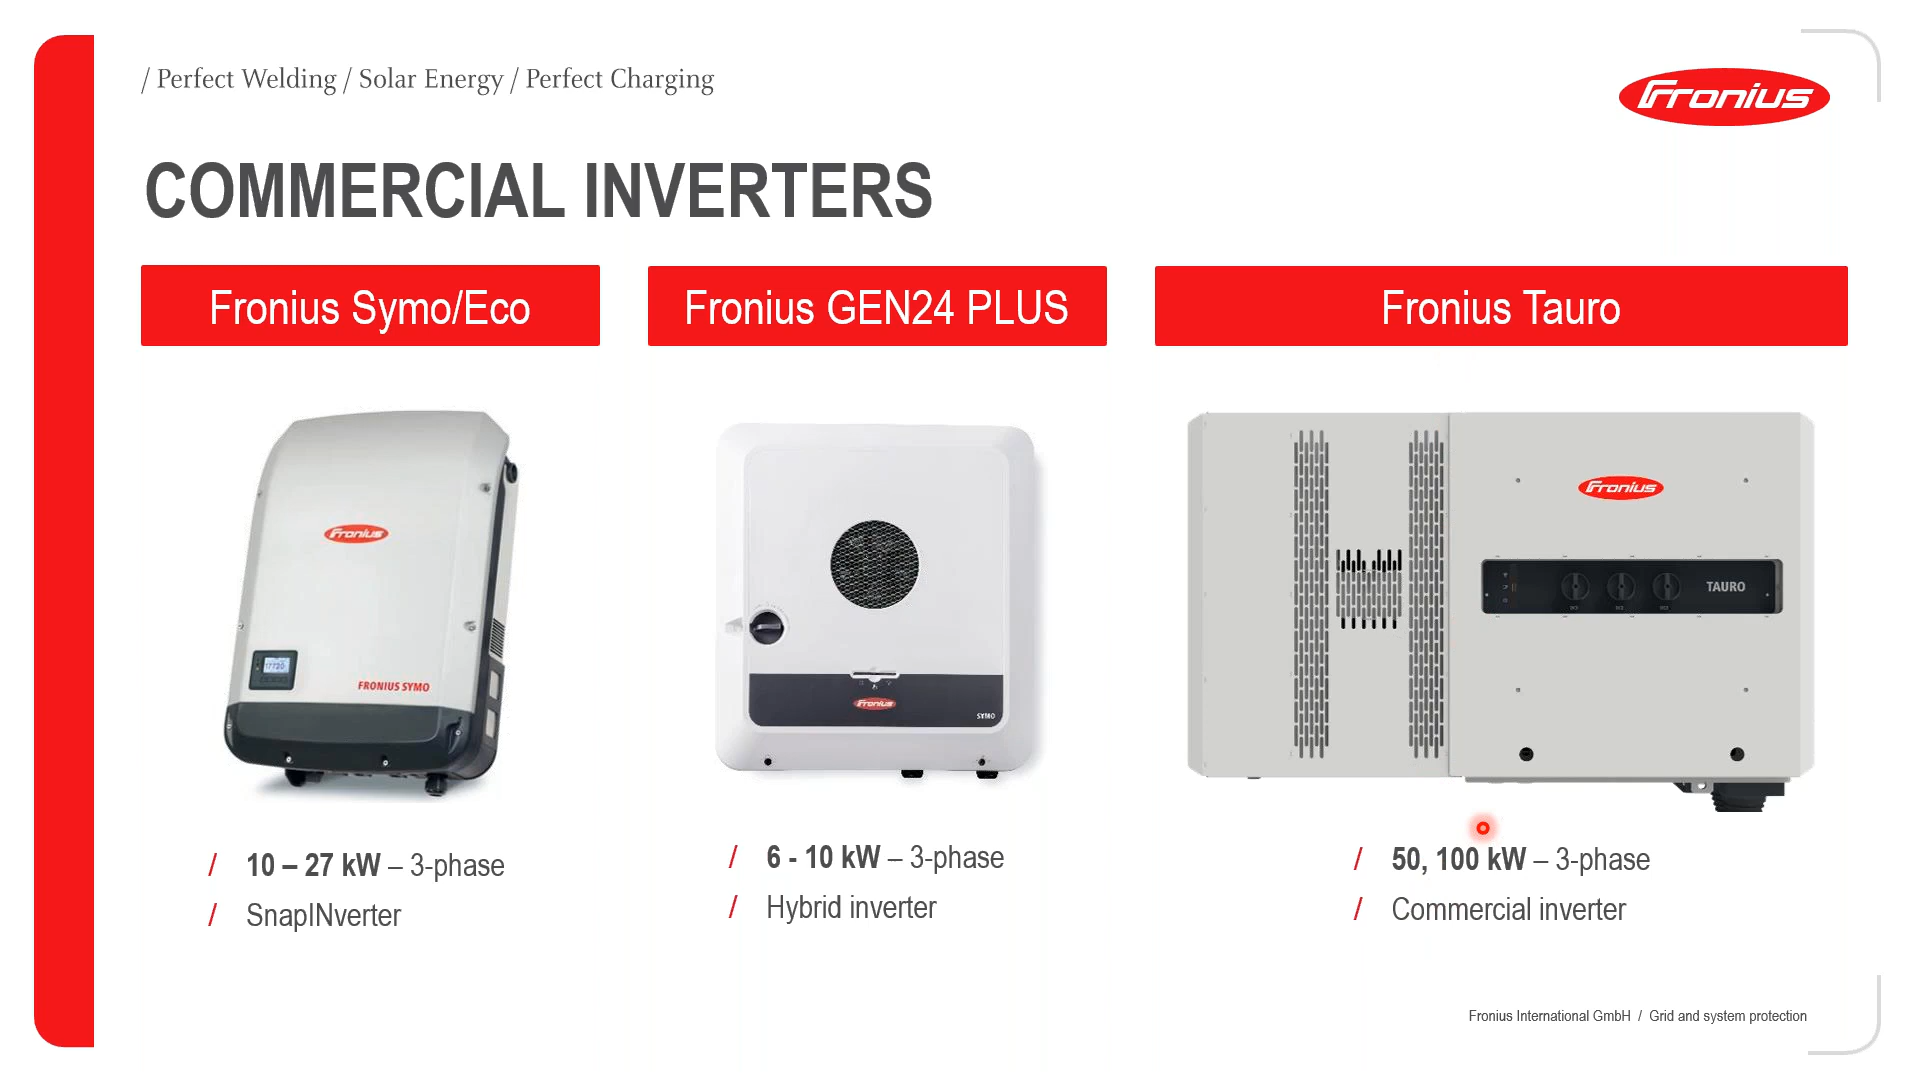 / Perfect Welding / Solar Energy / Perfect Charging
Fronius
COMMERCIAL INVERTERS
Fronius Symo/Eco
Fronius GEN24 PLUS
Fronius Tauro
Fronius
FRONIUS SYMO
Fronius
SYMO
Fronius
TAURO
/ 10 – 27 kW – 3-phase
/ SnapINverter
/ 6 - 10 kW – 3-phase
/ Hybrid inverter
/ 50, 100 kW – 3-phase
/ Commercial inverter
Fronius International GmbH / Grid and system protection